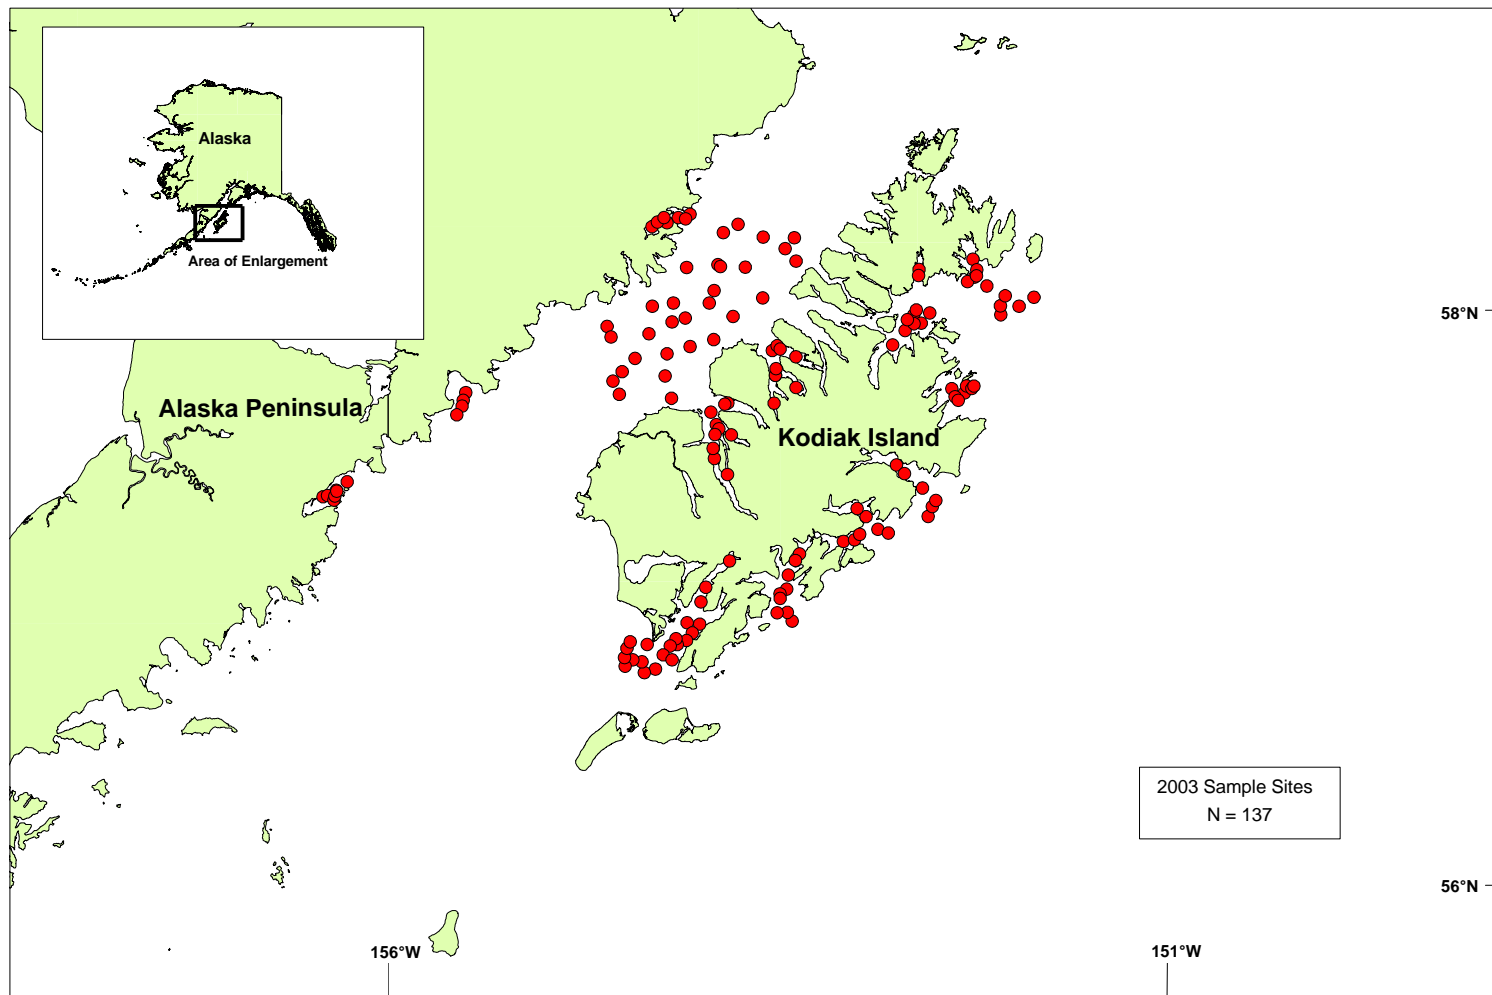 Alaska
Area of Enlargement
58°N
Alaska Peninsula
Kodiak Island
2003 Sample Sites
N = 137
56°N
156°W
151°W